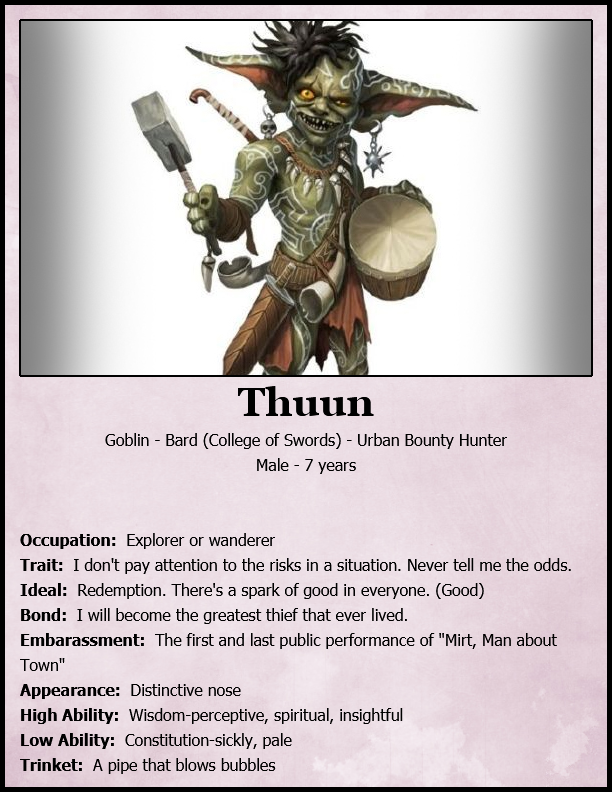 Thuun
Goblin - Bard (College of Swords) - Urban Bounty Hunter
Male - 7 years
Occupation: Explorer or wanderer
Trait: I don't pay attention to the risks in a situation. Never tell me the odds.
Ideal: Redemption. There's a spark of good in everyone. (Good)
Bond: I will become the greatest thief that ever lived.
Embarassment: The first and last public performance of "Mirt, Man about
Town"
Appearance: Distinctive nose
High Ability: Wisdom-perceptive, spiritual, insightful
Low Ability: Constitution-sickly, pale
Trinket: A pipe that blows bubbles